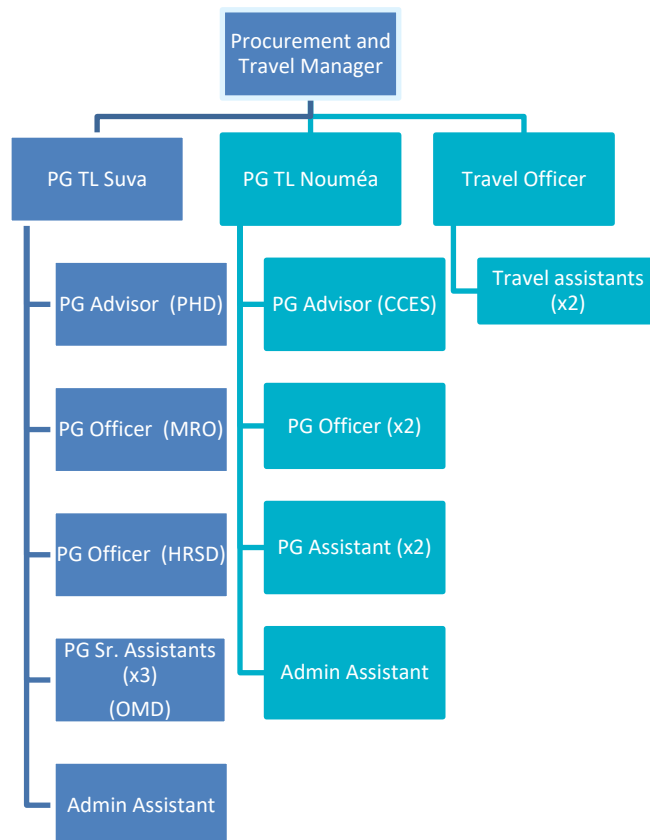 Procurement and
Travel Manager
PG TL Suva
PG TL Nouméa
Travel Officer
PG Advisor (PHD)
PG Officer (MRO)
PG Officer (HRSD)
PG Sr. Assistants
(x3)
(OMD)
Admin Assistant
PG Advisor (CCES)
PG Officer (x2)
PG Assistant (x2)
Admin Assistant
Travel assistants
(x2)